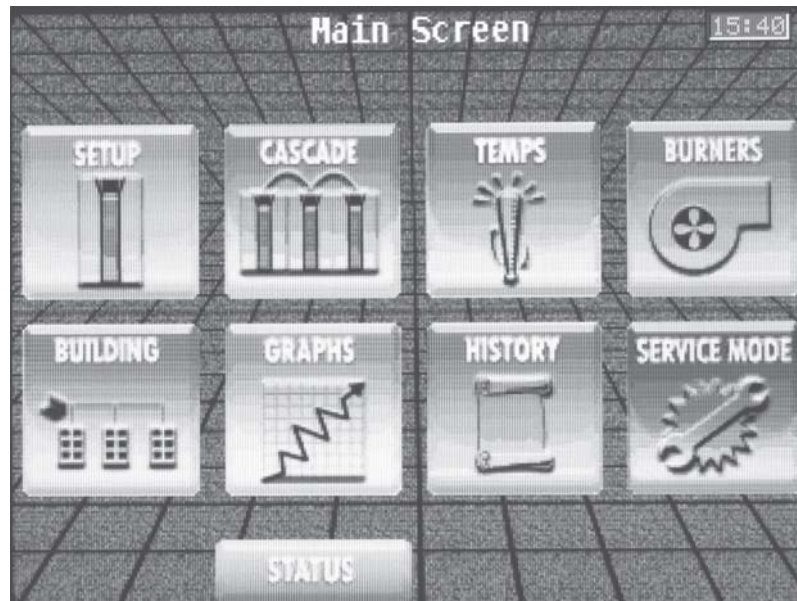 Main Screen 15:40
SETUP CASCADE TEMPS BURNERS
BUILDING GRAPHS HISTORY SERVICE MODE
STATUS